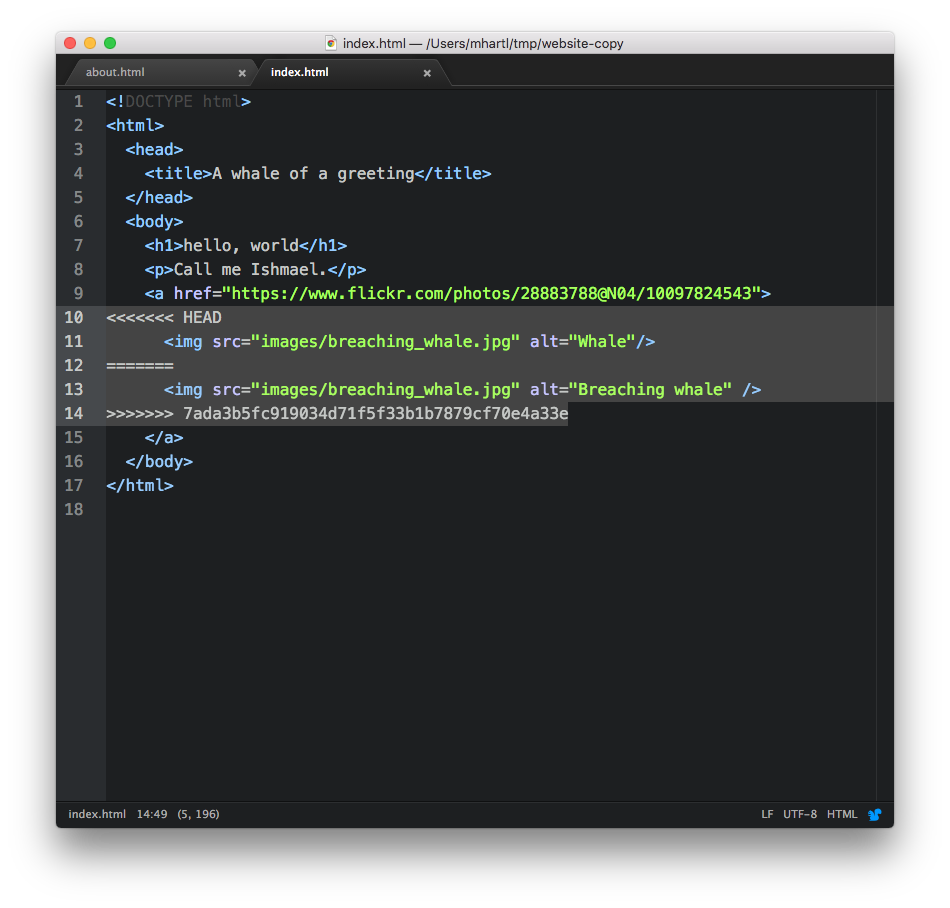 index.html — /Users/mhartl/tmp/website-copy
about.html × index.html ×
1 <!DOCTYPE html>
2 <html>
3   <head>
4     <title>A whale of a greeting</title>
5   </head>
6   <body>
7     <h1>hello, world</h1>
8     <p>Call me Ishmael.</p>
9     <a href="https://www.flickr.com/photos/28883788@N04/10097824543">
10 <<<<<<< HEAD
11       <img src="images/breaching_whale.jpg" alt="Whale"/>
12 =======
13       <img src="images/breaching_whale.jpg" alt="Breaching whale" />
14 >>>>>>> 7ada3b5fc919034d71f5f33b1b7879cf70e4a33e
15     </a>
16   </body>
17 </html>
18
index.html 14:49 (5, 196) LF UTF-8 HTML